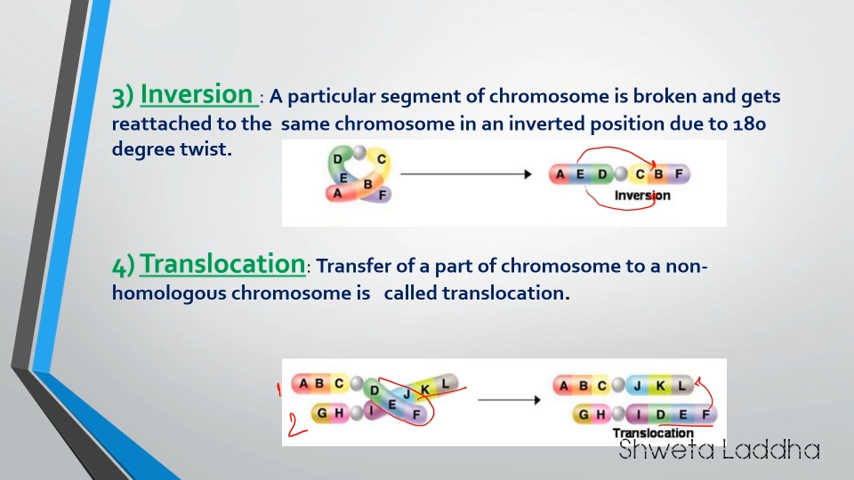 3) Inversion : A particular segment of chromosome is broken and gets
reattached to the same chromosome in an inverted position due to 180
degree twist.
D C
E B
A F
A E D C B F
Inversion
4) Translocation: Transfer of a part of chromosome to a non-
homologous chromosome is called translocation.
1 A B C D J K L
2 G H I E F
A B C J K L
G H I D E F
Translocation
Shweta Laddha